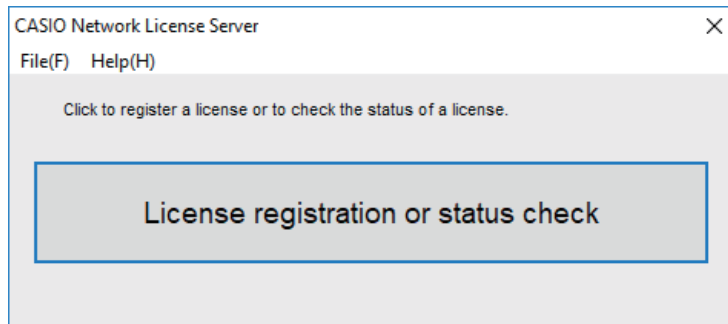 CASIO Network License Server
File(F) Help(H)
Click to register a license or to check the status of a license.
License registration or status check